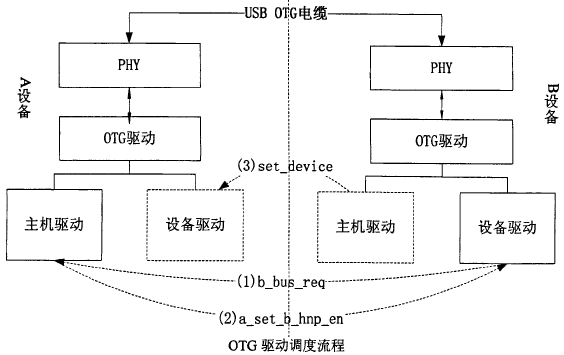 USB OTG电缆
PHY
PHY
A设备
B设备
OTG驱动
OTG驱动
(3)set_device
主机驱动
设备驱动
主机驱动
设备驱动
(1)b_bus_req
(2)a_set_b_hnp_en
OTG 驱动调度流程